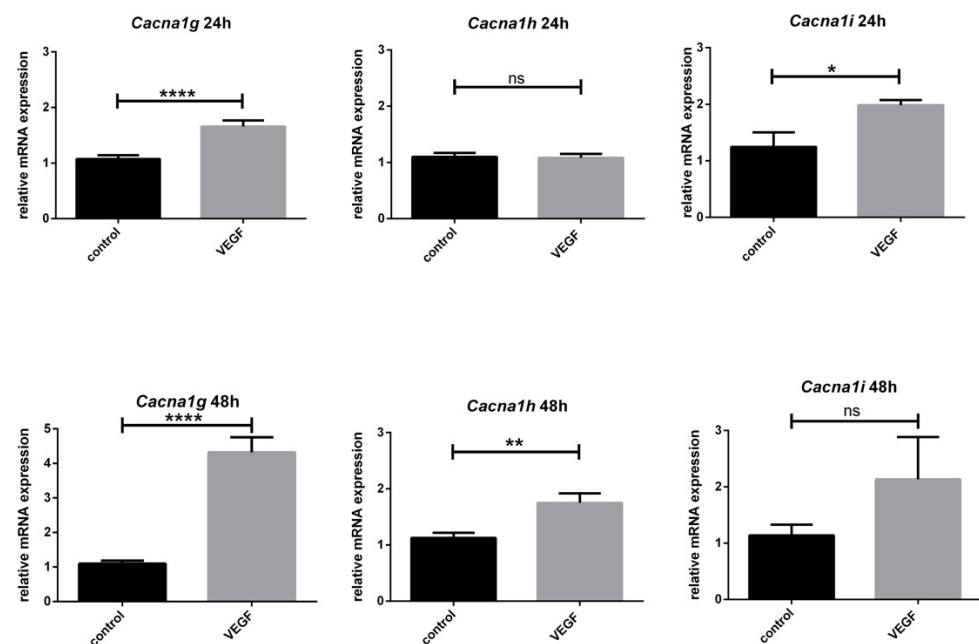 Cacna1g 24h
relative mRNA expression
3
2
1
0
****
control
VEGF
Cacna1h 24h
relative mRNA expression
3
2
1
0
ns
control
VEGF
Cacna1i 24h
relative mRNA expression
3
2
1
0
*
control
VEGF
Cacna1g 48h
relative mRNA expression
5
4
3
2
1
0
****
control
VEGF
Cacna1h 48h
relative mRNA expression
3
2
1
0
**
control
VEGF
Cacna1i 48h
relative mRNA expression
3
2
1
0
ns
control
VEGF